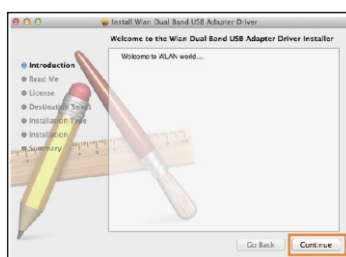 Install Wlan Dual Band USB Adapter Driver
Welcome to the Wlan Dual Band USB Adapter Driver Installer
Introduction
Read Me
License
Destination Select
Installation Type
Installation
Summary
Welcome to WLAN world....
Go Back
Continue